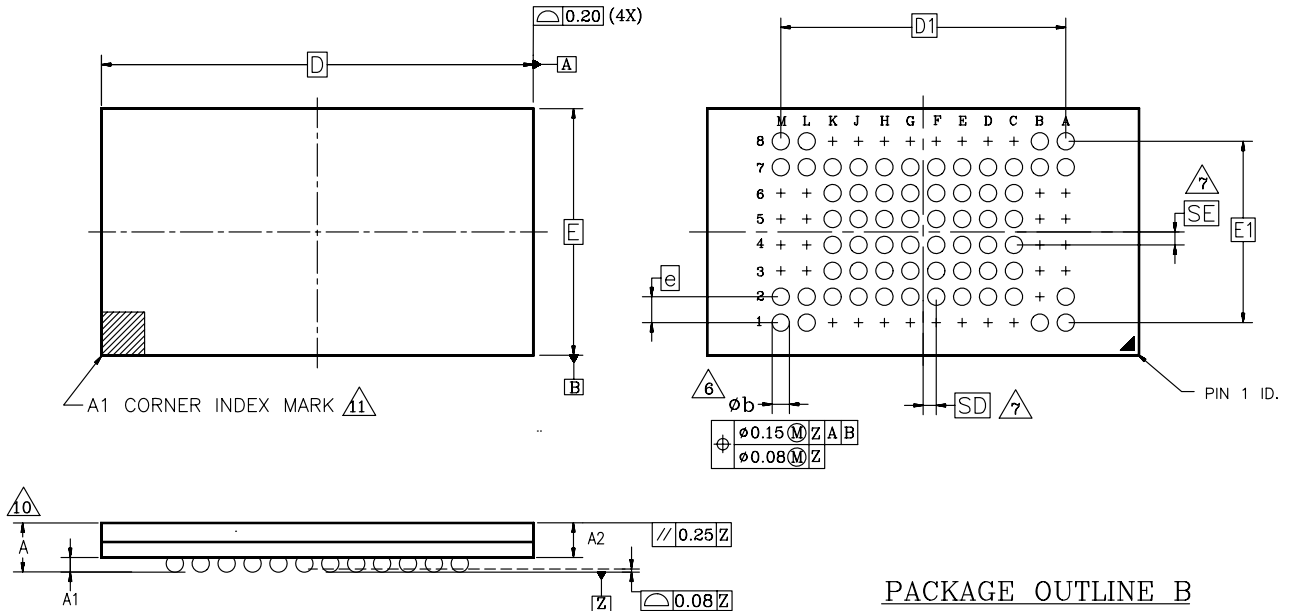 ⌓ 0.20 (4X)
D
A
E
B
A1 CORNER INDEX MARK 11
D1
M L K J H G F E D C B A
8
7
6
5
4
3
2
1
7
SE
E1
e
6
øb
SD 7
PIN 1 ID.
⌖ ø0.15 Ⓜ Z A B
ø0.08 Ⓜ Z
10
A
A1
A2
// 0.25 Z
Z
⌓ 0.08 Z
PACKAGE OUTLINE B